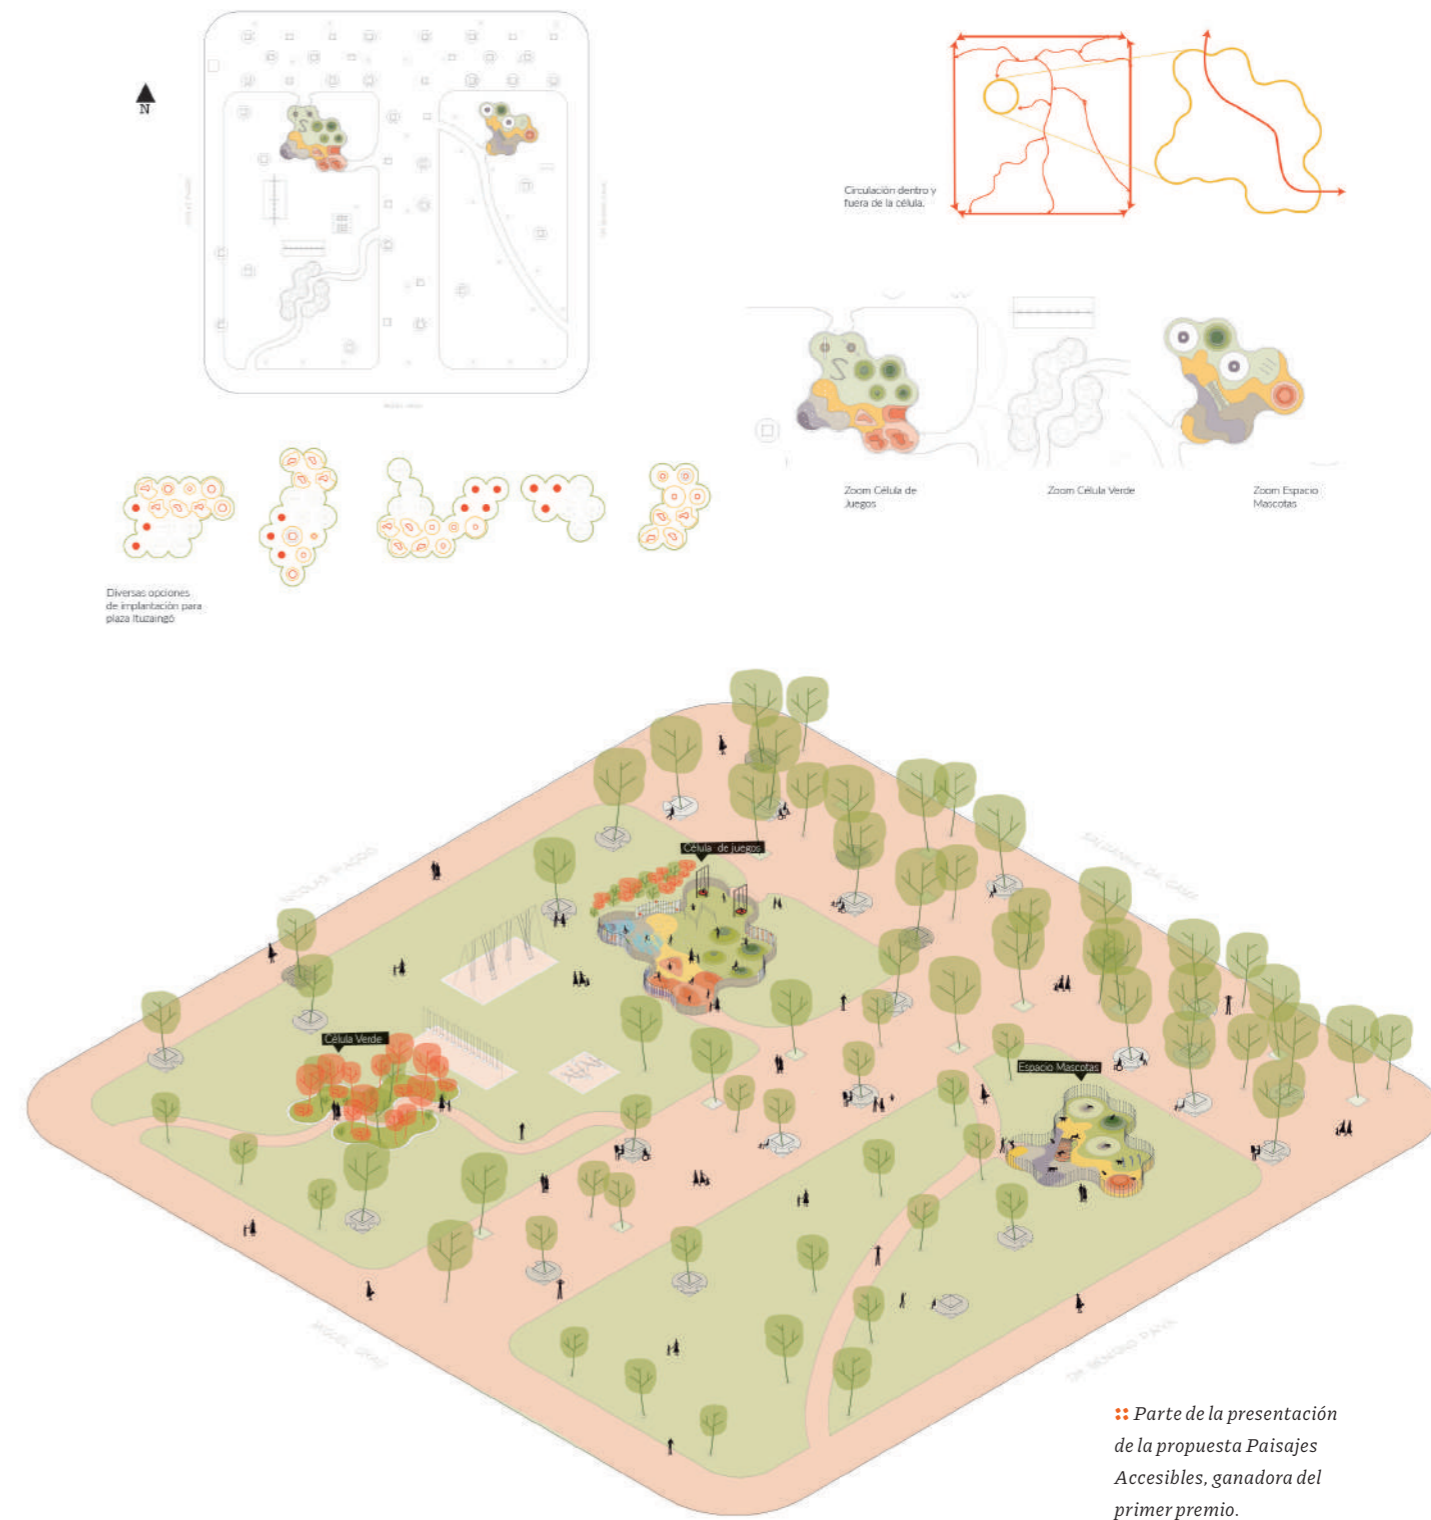 N
Circulación dentro y
fuera de la célula.
Zoom Célula de
Juegos
Zoom Célula Verde
Zoom Espacio
Mascotas
Diversas opciones
de implantación para
plaza Ituzaingó
Célula de juegos
Célula Verde
Espacio Mascotas
MIGUEL GRAU
Parte de la presentación
de la propuesta Paisajes
Accesibles, ganadora del
primer premio.